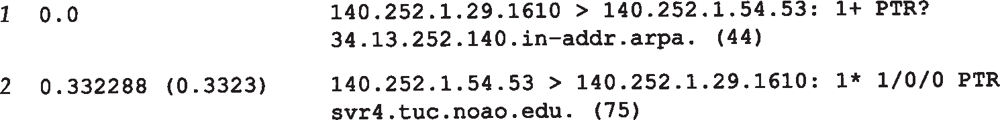 1 0.0 140.252.1.29.1610 > 140.252.1.54.53: 1+ PTR?
34.13.252.140.in-addr.arpa. (44)
2 0.332288 (0.3323) 140.252.1.54.53 > 140.252.1.29.1610: 1* 1/0/0 PTR
svr4.tuc.noao.edu. (75)